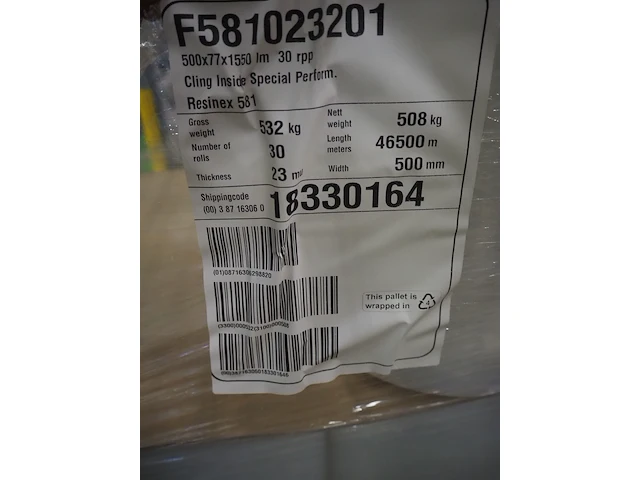 F581023201
500x77x1550 lm 30 rpp
Cling Inside Special Perform.
Resinex 581
Gross weight 532 kg Nett weight 508 kg
Number of rolls 30 Length meters 46500 m
Thickness 23 Width 500 mm
Shippingcode
(00) 3 87 16306 0 18330164
This pallet is
wrapped in 4